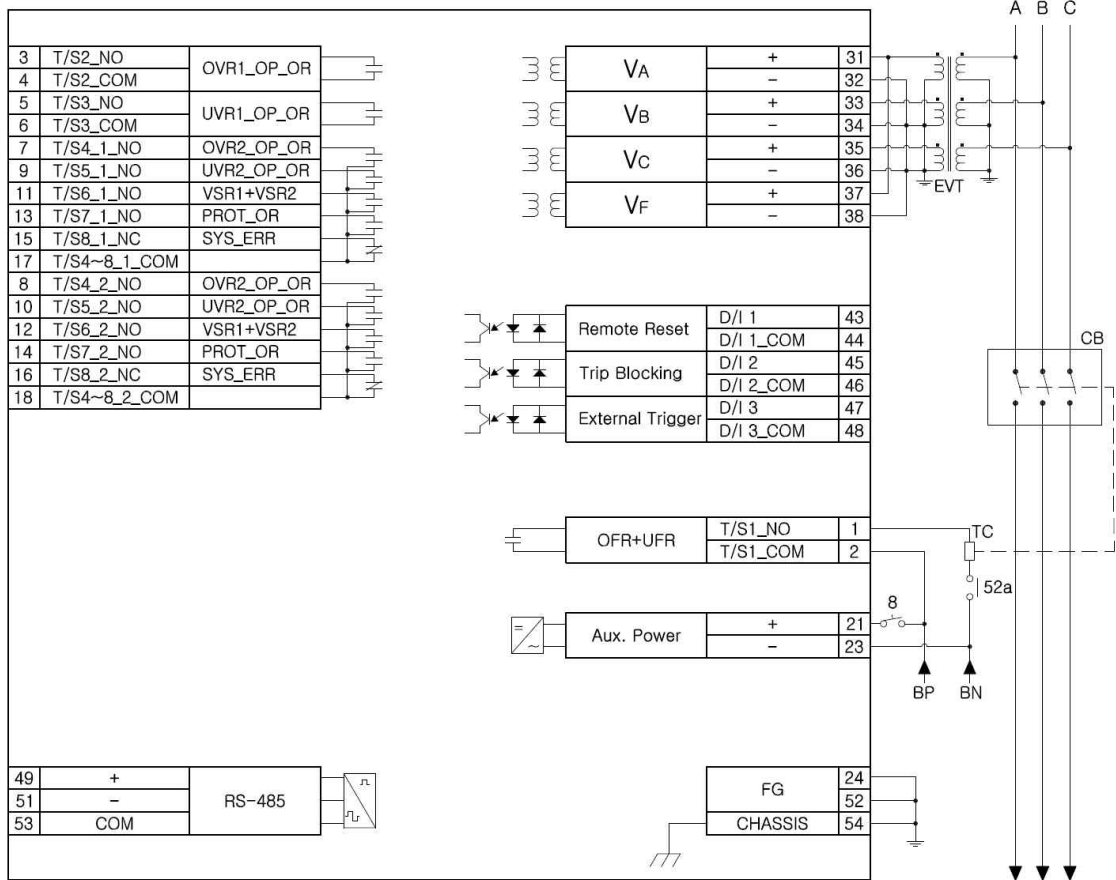 A B C
3 T/S2_NO OVR1_OP_OR
4 T/S2_COM
5 T/S3_NO UVR1_OP_OR
6 T/S3_COM
7 T/S4_1_NO OVR2_OP_OR
9 T/S5_1_NO UVR2_OP_OR
11 T/S6_1_NO VSR1+VSR2
13 T/S7_1_NO PROT_OR
15 T/S8_1_NC SYS_ERR
17 T/S4~8_1_COM
8 T/S4_2_NO OVR2_OP_OR
10 T/S5_2_NO UVR2_OP_OR
12 T/S6_2_NO VSR1+VSR2
14 T/S7_2_NO PROT_OR
16 T/S8_2_NC SYS_ERR
18 T/S4~8_2_COM
VA + 31
− 32
VB + 33
− 34
VC + 35
− 36
VF + 37
− 38
EVT
Remote Reset D/I 1 43
D/I 1_COM 44
Trip Blocking D/I 2 45
D/I 2_COM 46
External Trigger D/I 3 47
D/I 3_COM 48
CB
OFR+UFR T/S1_NO 1
T/S1_COM 2
TC
52a
8
Aux. Power + 21
− 23
BP BN
49 + RS-485
51 −
53 COM
FG 24
52
CHASSIS 54